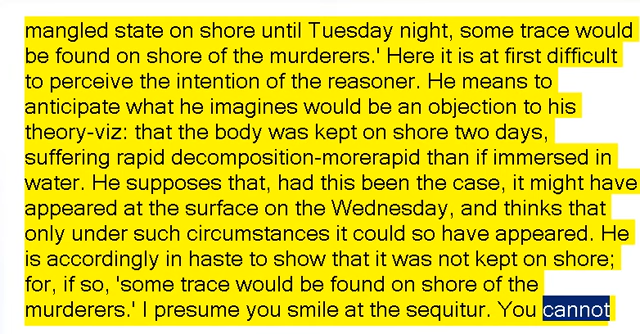 mangled state on shore until Tuesday night, some trace would
be found on shore of the murderers.' Here it is at first difficult
to perceive the intention of the reasoner. He means to
anticipate what he imagines would be an objection to his
theory-viz: that the body was kept on shore two days,
suffering rapid decomposition-morerapid than if immersed in
water. He supposes that, had this been the case, it might have
appeared at the surface on the Wednesday, and thinks that
only under such circumstances it could so have appeared. He
is accordingly in haste to show that it was not kept on shore;
for, if so, 'some trace would be found on shore of the
murderers.' I presume you smile at the sequitur. You cannot